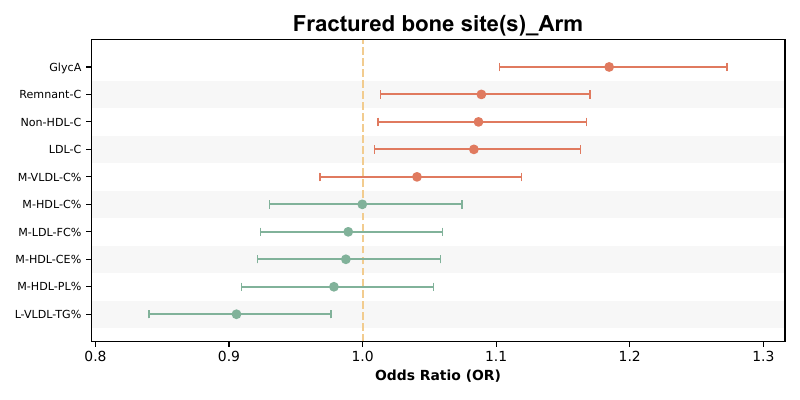 Fractured bone site(s)_Arm
GlycA
Remnant-C
Non-HDL-C
LDL-C
M-VLDL-C%
M-HDL-C%
M-LDL-FC%
M-HDL-CE%
M-HDL-PL%
L-VLDL-TG%
0.8 0.9 1.0 1.1 1.2 1.3
Odds Ratio (OR)